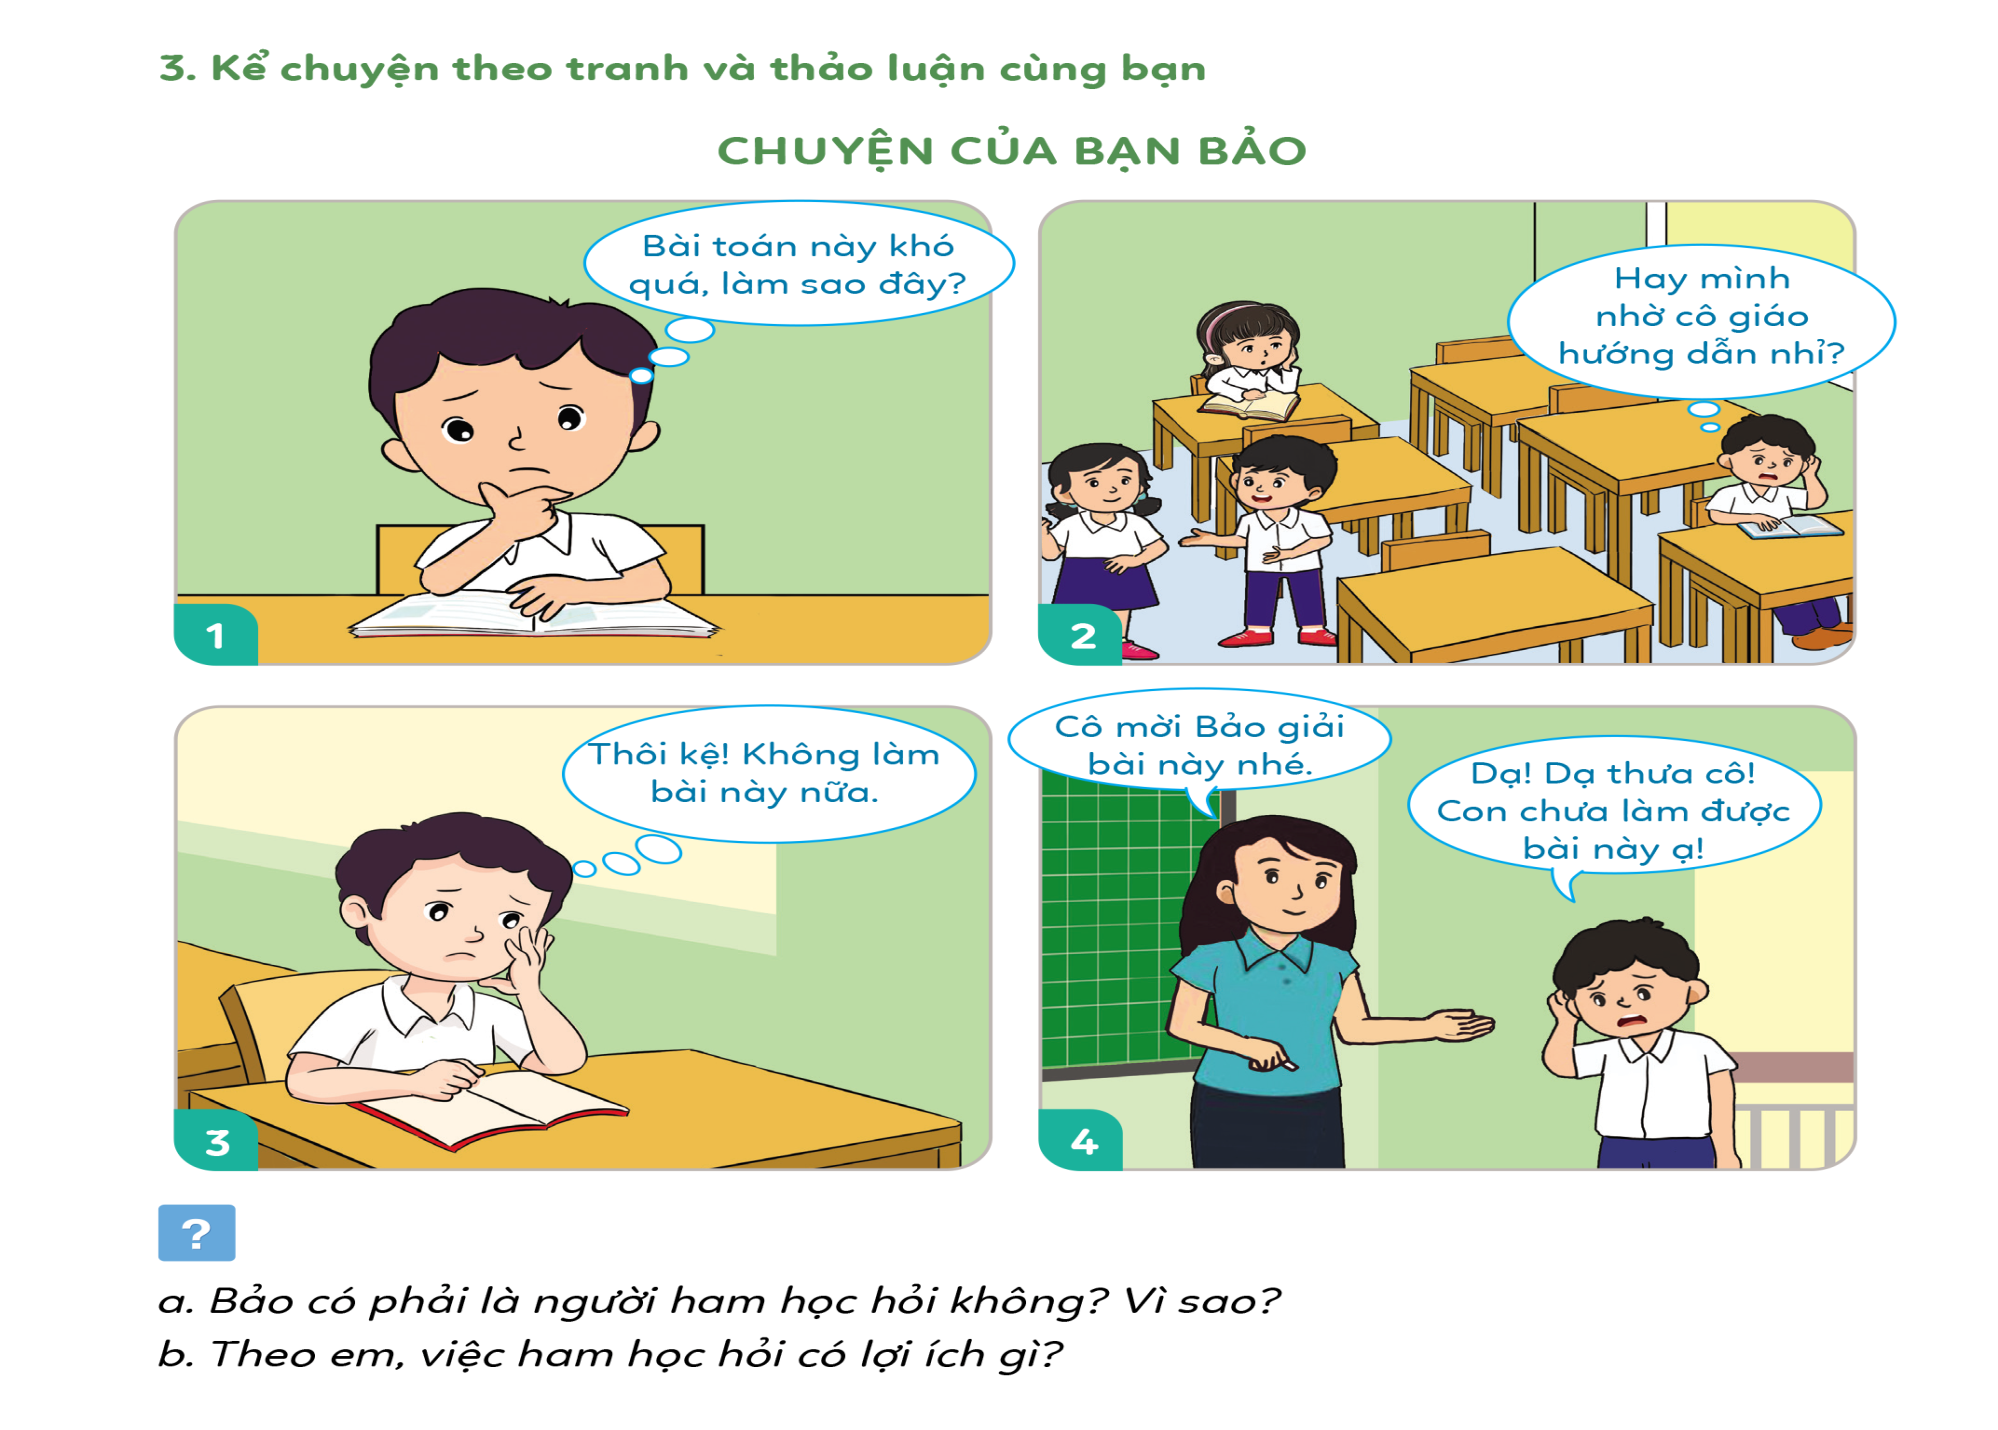 3. Kể chuyện theo tranh và thảo luận cùng bạn
CHUYỆN CỦA BẠN BẢO
Bài toán này khó
quá, làm sao đây?
1
Hay mình
nhờ cô giáo
hướng dẫn nhỉ?
2
Thôi kệ! Không làm
bài này nữa.
3
Cô mời Bảo giải
bài này nhé.
Dạ! Dạ thưa cô!
Con chưa làm được
bài này ạ!
4
?
a. Bảo có phải là người ham học hỏi không? Vì sao?
b. Theo em, việc ham học hỏi có lợi ích gì?